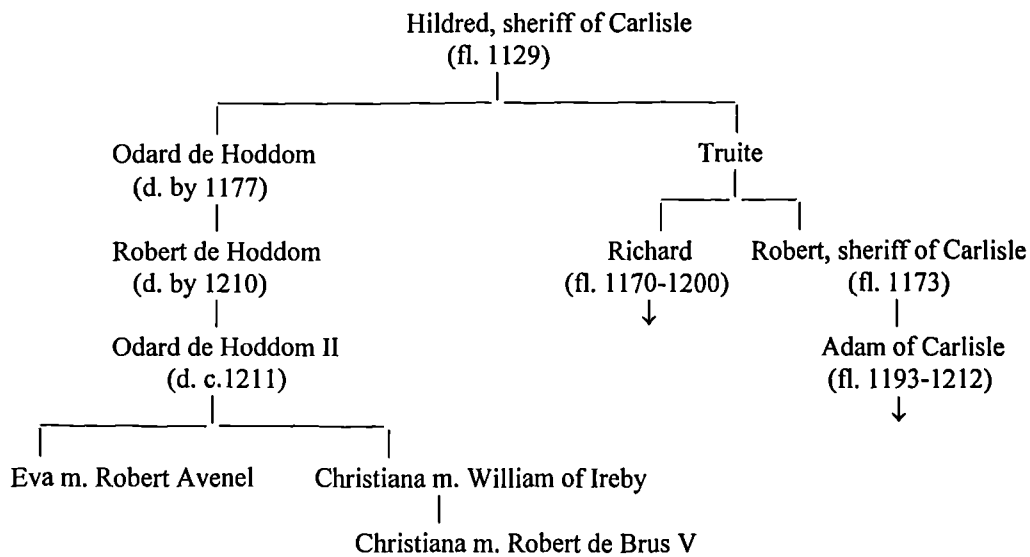 Hildred, sheriff of Carlisle
(fl. 1129)
Odard de Hoddom
(d. by 1177)
Truite
Robert de Hoddom
(d. by 1210)
Richard
(fl. 1170-1200)
Robert, sheriff of Carlisle
(fl. 1173)
Odard de Hoddom II
(d. c.1211)
Adam of Carlisle
(fl. 1193-1212)
Eva m. Robert Avenel
Christiana m. William of Ireby
Christiana m. Robert de Brus V